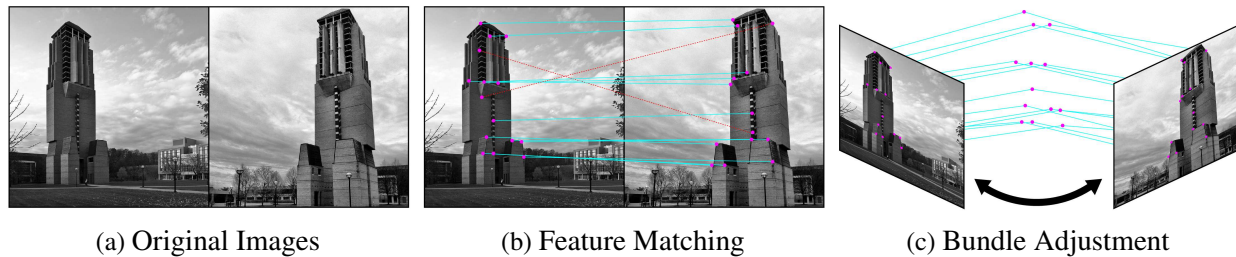 (a) Original Images
(b) Feature Matching
(c) Bundle Adjustment